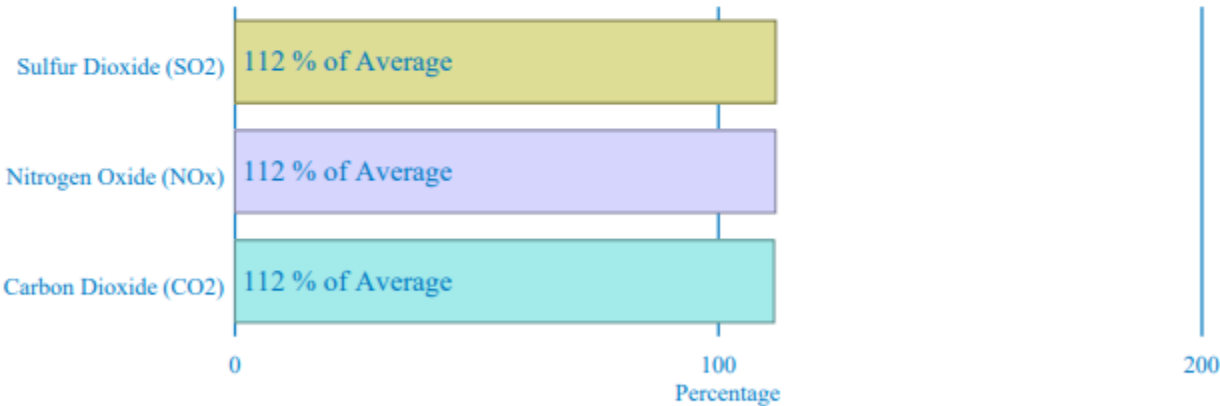 Sulfur Dioxide (SO2) 112 % of Average
Nitrogen Oxide (NOx) 112 % of Average
Carbon Dioxide (CO2) 112 % of Average
0 100 200
Percentage